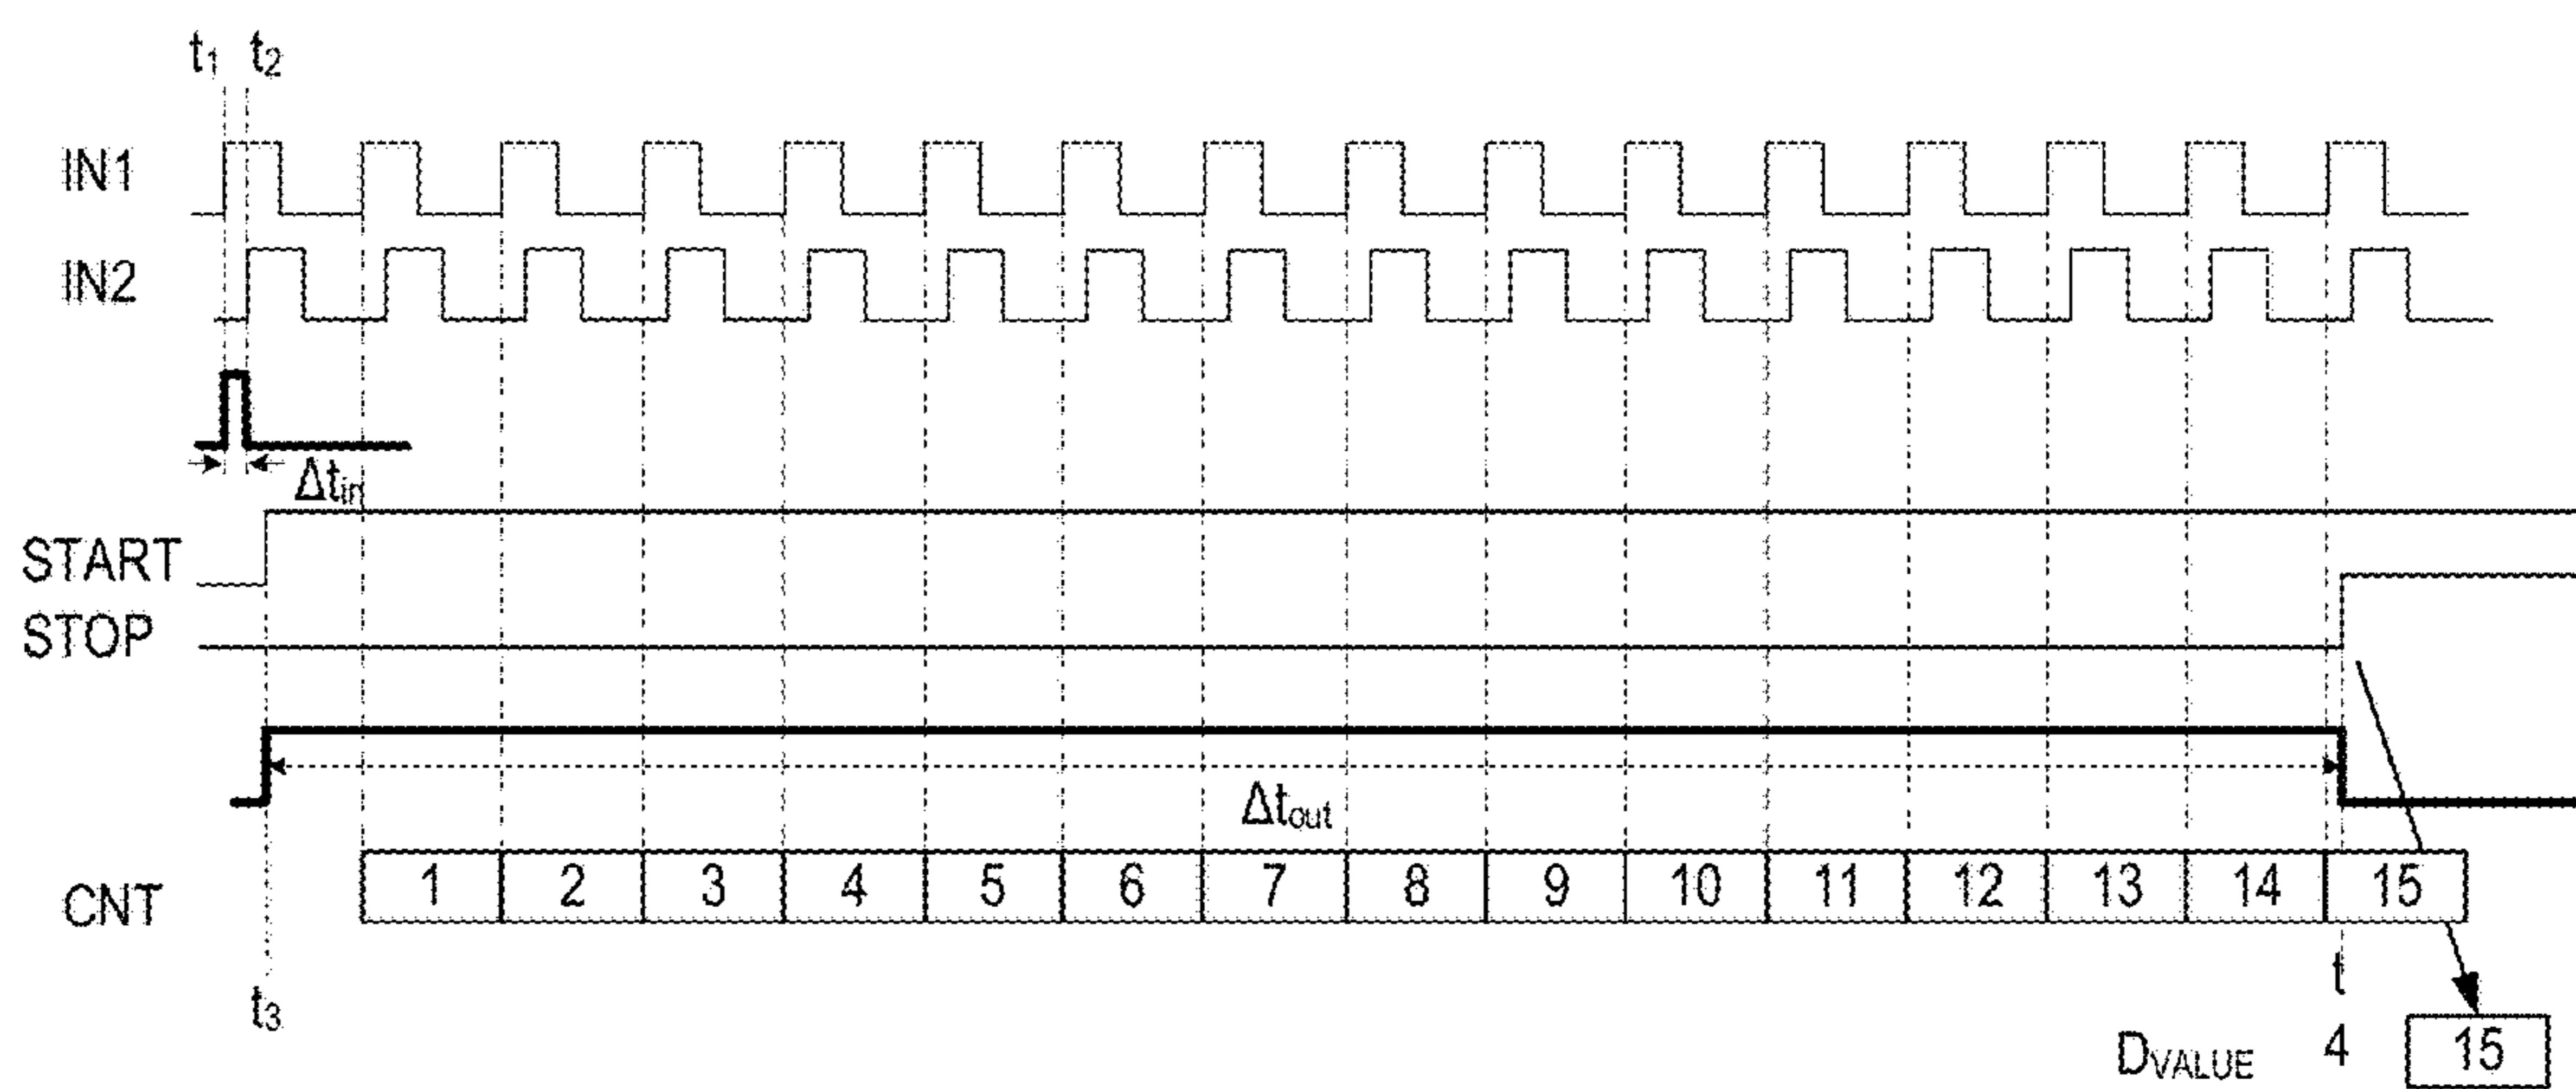 t1 t2
IN1
IN2
Δtin
START
STOP
Δtout
CNT 1 2 3 4 5 6 7 8 9 10 11 12 13 14 15
t
t3
DVALUE 4 15